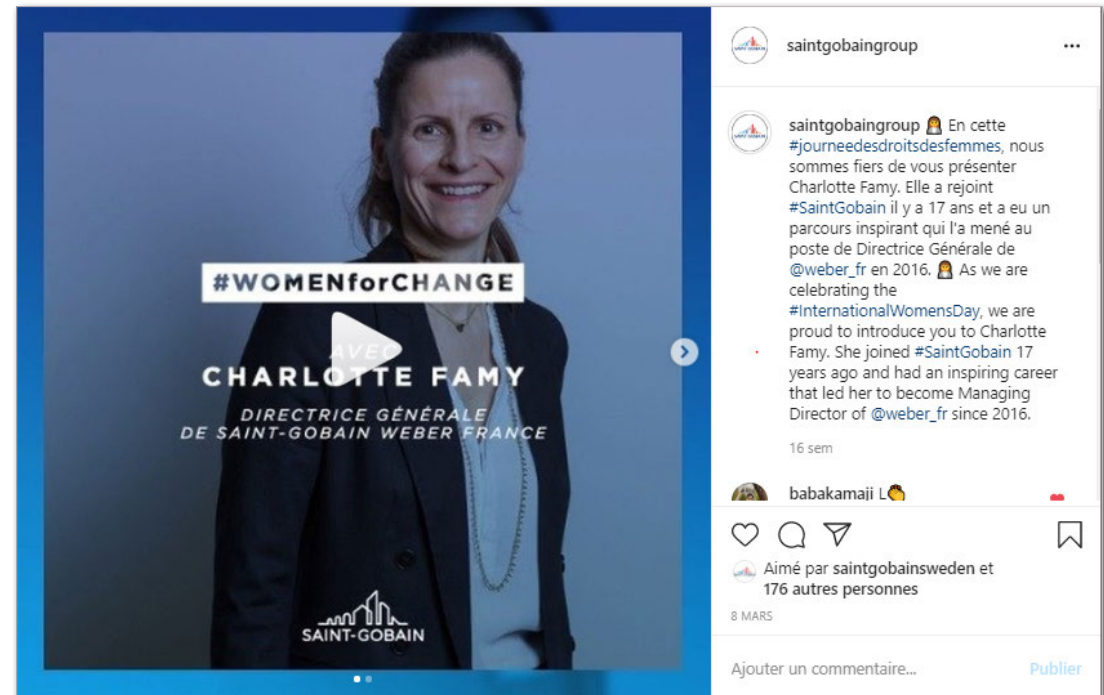 #WOMENforCHANGE
AVEC
CHARLOTTE FAMY
DIRECTRICE GÉNÉRALE
DE SAINT-GOBAIN WEBER FRANCE
SAINT-GOBAIN
saintgobaingroup
saintgobaingroup En cette
#journeedesdroitsdesfemmes, nous
sommes fiers de vous présenter
Charlotte Famy. Elle a rejoint
#SaintGobain il y a 17 ans et a eu un
parcours inspirant qui l'a mené au
poste de Directrice Générale de
@weber_fr en 2016. As we are
celebrating the
#InternationalWomensDay, we are
proud to introduce you to Charlotte
Famy. She joined #SaintGobain 17
years ago and had an inspiring career
that led her to become Managing
Director of @weber_fr since 2016.
16 sem
babakamaji L
Aimé par saintgobainsweden et
176 autres personnes
8 MARS
Ajouter un commentaire...
Publier